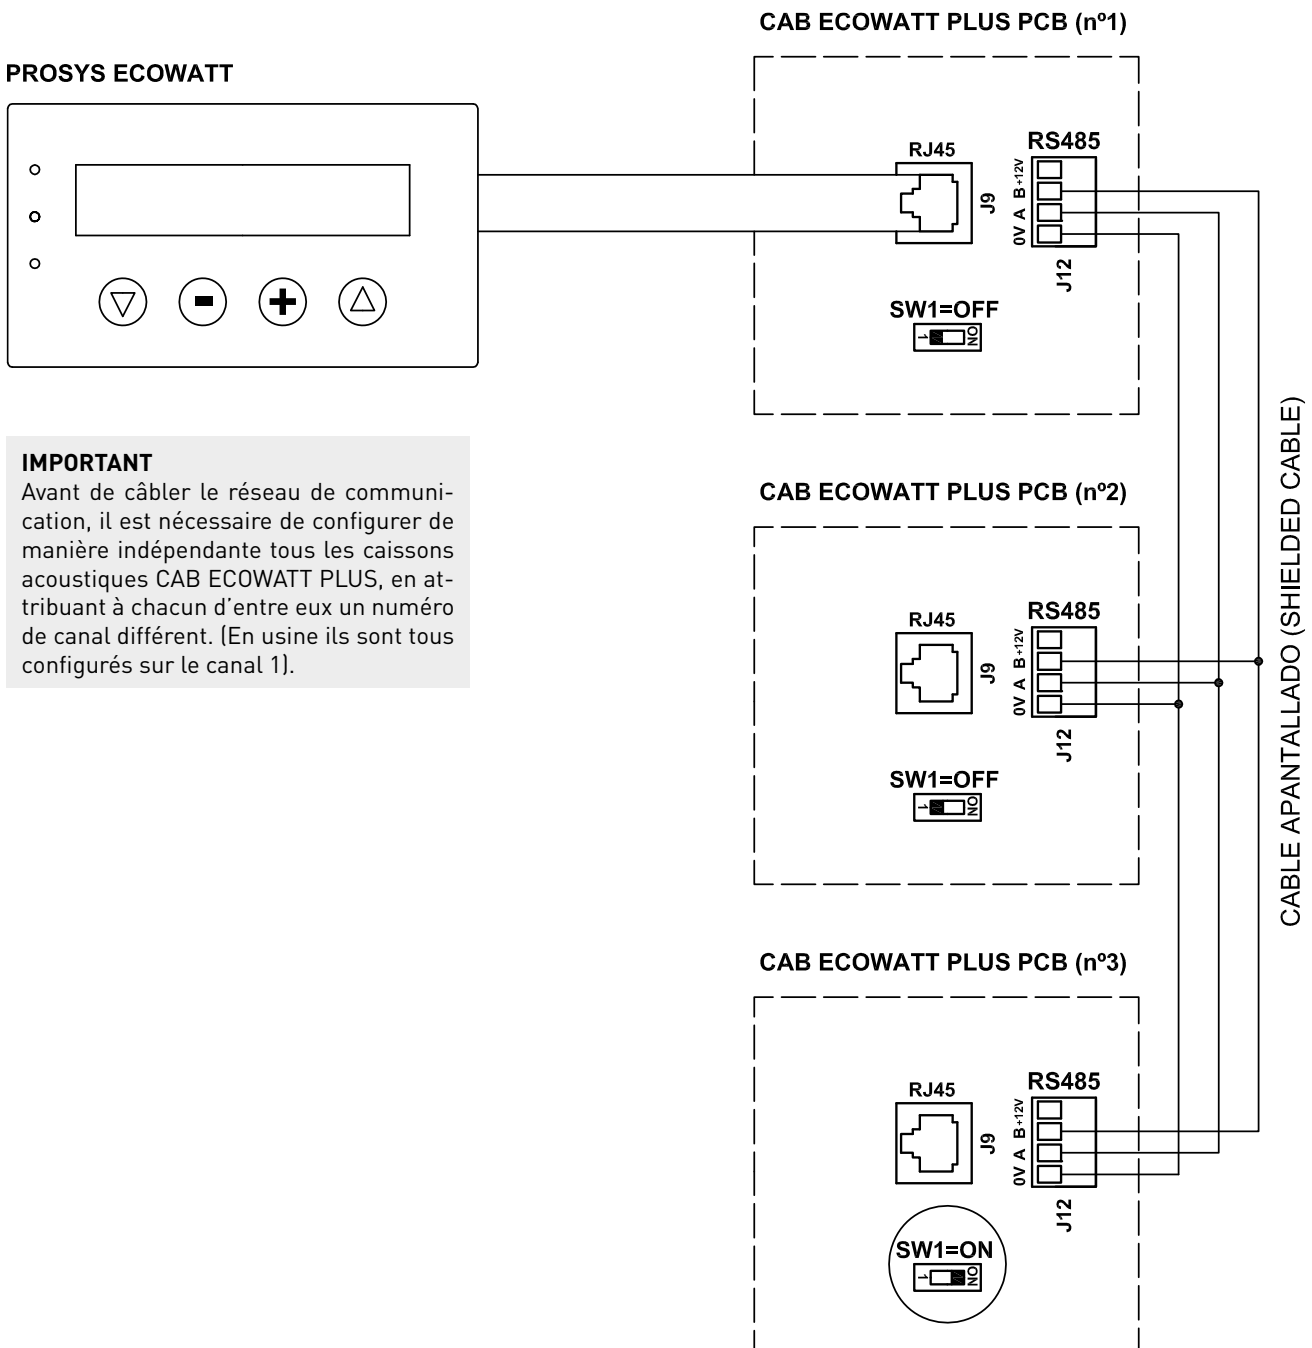 CAB ECOWATT PLUS PCB (nº1)
PROSYS ECOWATT
RJ45
J9
RS485
0V A B +12V
J12
SW1=OFF
1 ON
IMPORTANT
Avant de câbler le réseau de communi-
cation, il est nécessaire de configurer de
manière indépendante tous les caissons
acoustiques CAB ECOWATT PLUS, en at-
tribuant à chacun d’entre eux un numéro
de canal différent. (En usine ils sont tous
configurés sur le canal 1).
CAB ECOWATT PLUS PCB (nº2)
RJ45
J9
RS485
0V A B +12V
J12
SW1=OFF
1 ON
CABLE APANTALLADO (SHIELDED CABLE)
CAB ECOWATT PLUS PCB (nº3)
RJ45
J9
RS485
0V A B +12V
J12
SW1=ON
1 ON